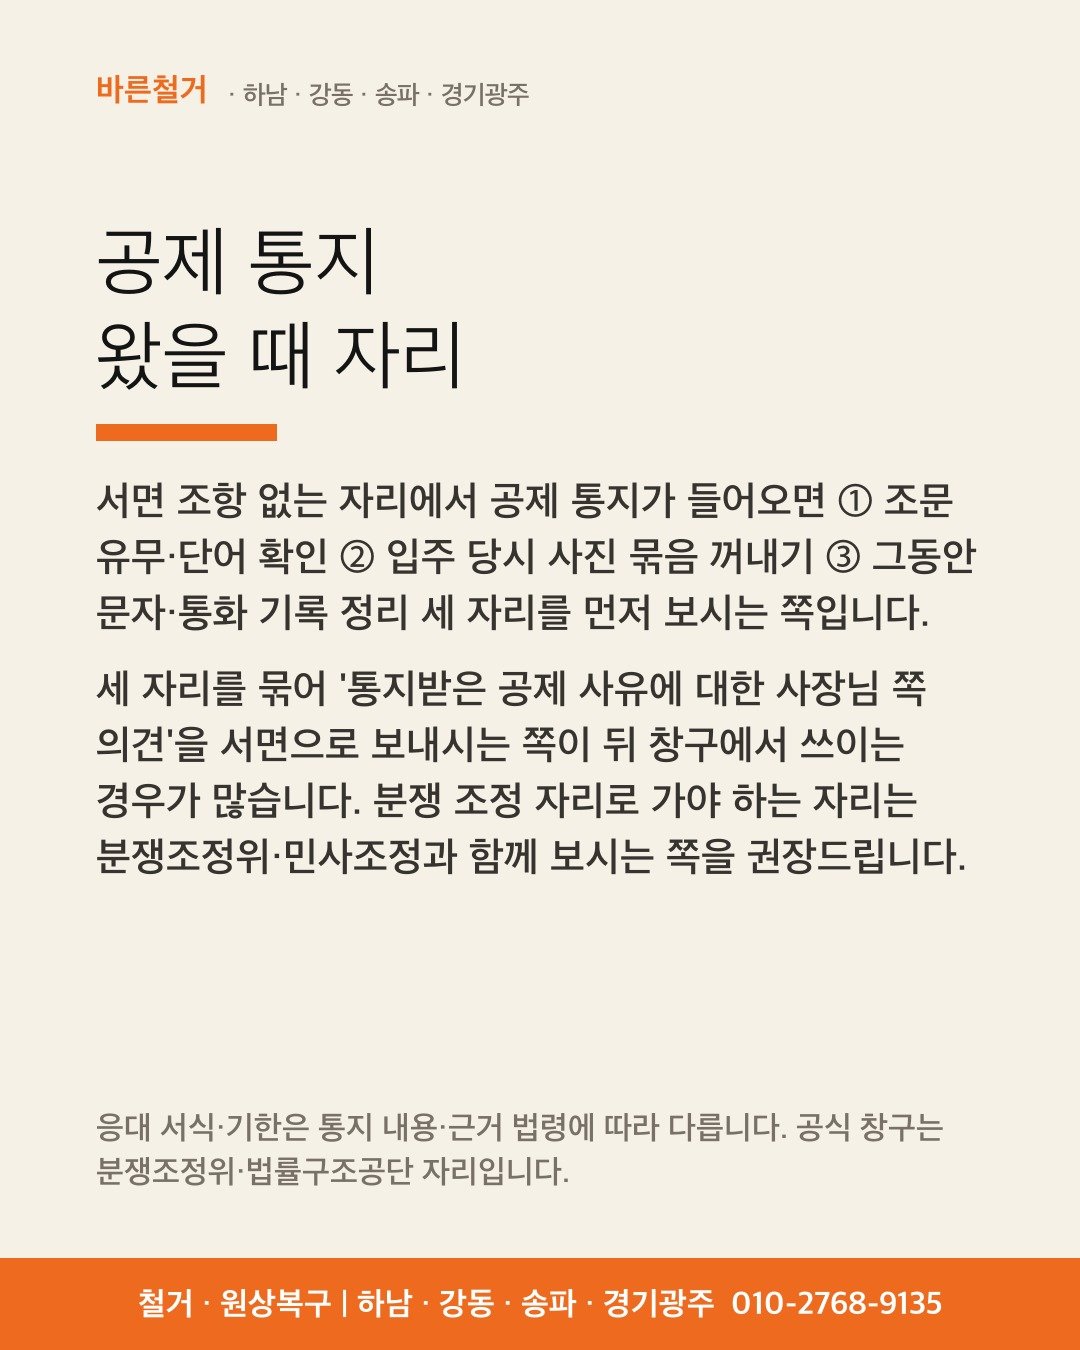 바른철거 · 하남 · 강동 · 송파 · 경기광주
공제 통지
왔을 때 자리
서면 조항 없는 자리에서 공제 통지가 들어오면 ① 조문
유무·단어 확인 ② 입주 당시 사진 묶음 꺼내기 ③ 그동안
문자·통화 기록 정리 세 자리를 먼저 보시는 쪽입니다.
세 자리를 묶어 '통지받은 공제 사유에 대한 사장님 쪽
의견'을 서면으로 보내시는 쪽이 뒤 창구에서 쓰이는
경우가 많습니다. 분쟁 조정 자리로 가야 하는 자리는
분쟁조정위·민사조정과 함께 보시는 쪽을 권장드립니다.
응대 서식·기한은 통지 내용·근거 법령에 따라 다릅니다. 공식 창구는
분쟁조정위·법률구조공단 자리입니다.
철거 · 원상복구 | 하남 · 강동 · 송파 · 경기광주 010-2768-9135